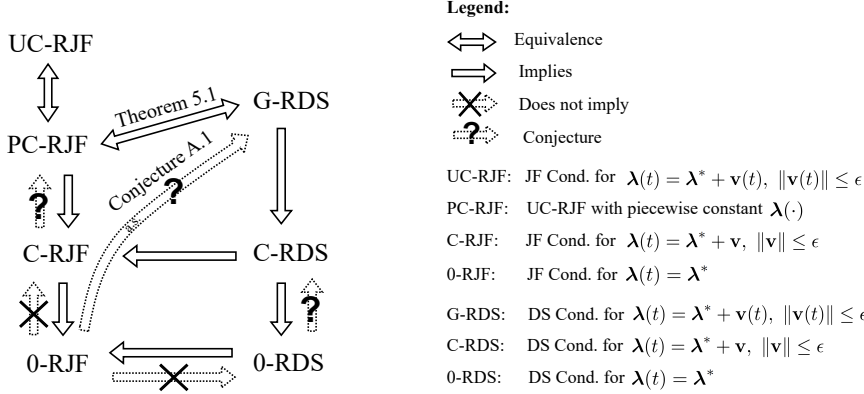 UC-RJF
Theorem 5.1
G-RDS
PC-RJF
Conjecture A.1
?
?
a.s.
C-RJF
C-RDS
?
0-RJF
0-RDS
Legend:
Equivalence
Implies
Does not imply
? Conjecture
UC-RJF: JF Cond. for λ(t) = λ* + v(t), ‖v(t)‖ ≤ ϵ
PC-RJF: UC-RJF with piecewise constant λ(·)
C-RJF: JF Cond. for λ(t) = λ* + v, ‖v‖ ≤ ϵ
0-RJF: JF Cond. for λ(t) = λ*
G-RDS: DS Cond. for λ(t) = λ* + v(t), ‖v(t)‖ ≤ ϵ
C-RDS: DS Cond. for λ(t) = λ* + v, ‖v‖ ≤ ϵ
0-RDS: DS Cond. for λ(t) = λ*